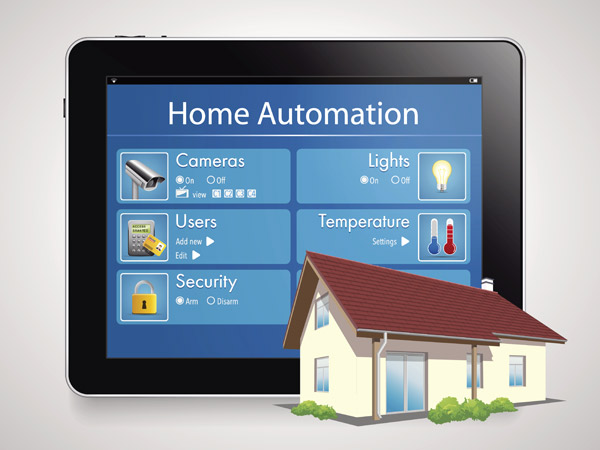 Home Automation
Cameras
On Off
view
Users
Add new
Edit
Security
Arm Disarm
Lights
On Off
Temperature
Settings